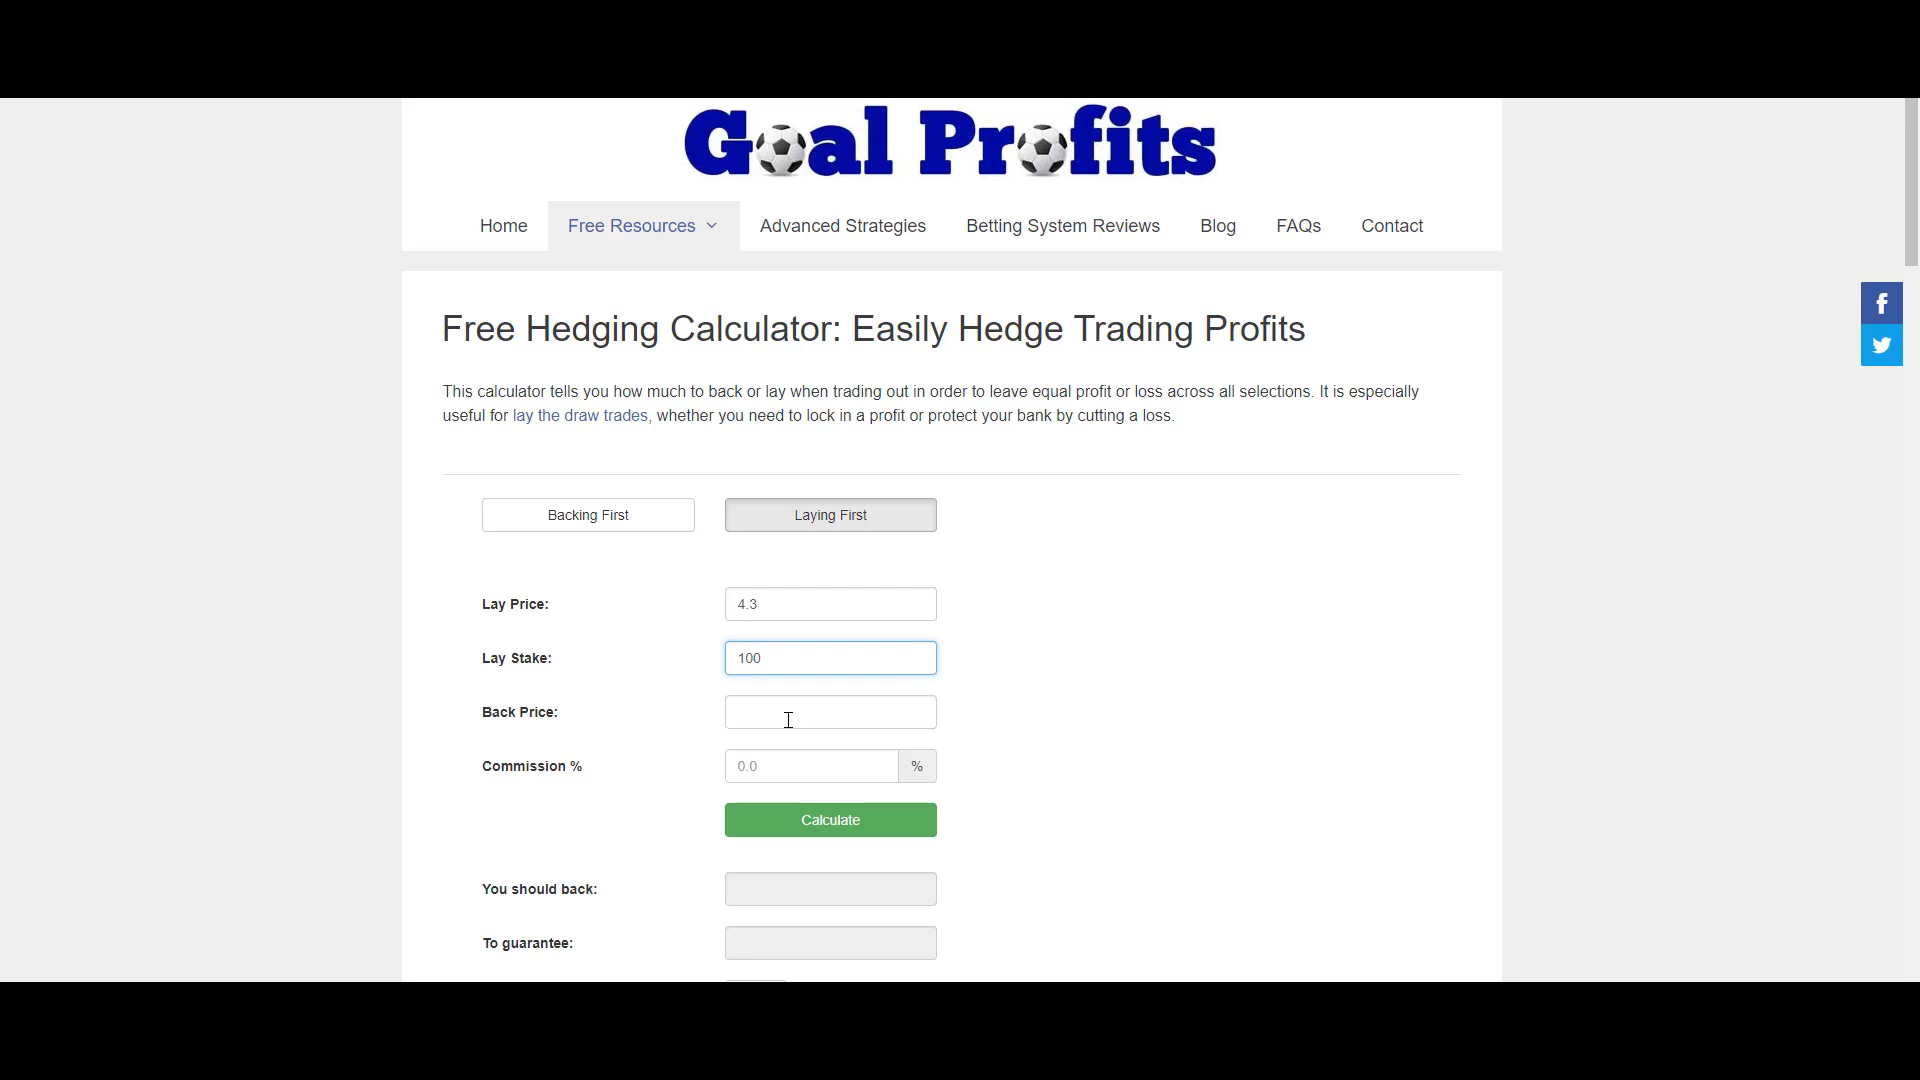 Goal Profits
Home
Free Resources
Advanced Strategies
Betting System Reviews
Blog
FAQs
Contact
Free Hedging Calculator: Easily Hedge Trading Profits
This calculator tells you how much to back or lay when trading out in order to leave equal profit or loss across all selections. It is especially
useful for lay the draw trades, whether you need to lock in a profit or protect your bank by cutting a loss.
Backing First
Laying First
Lay Price:
4.3
Lay Stake:
100
Back Price:
Commission %
0.0
%
Calculate
You should back:
To guarantee: